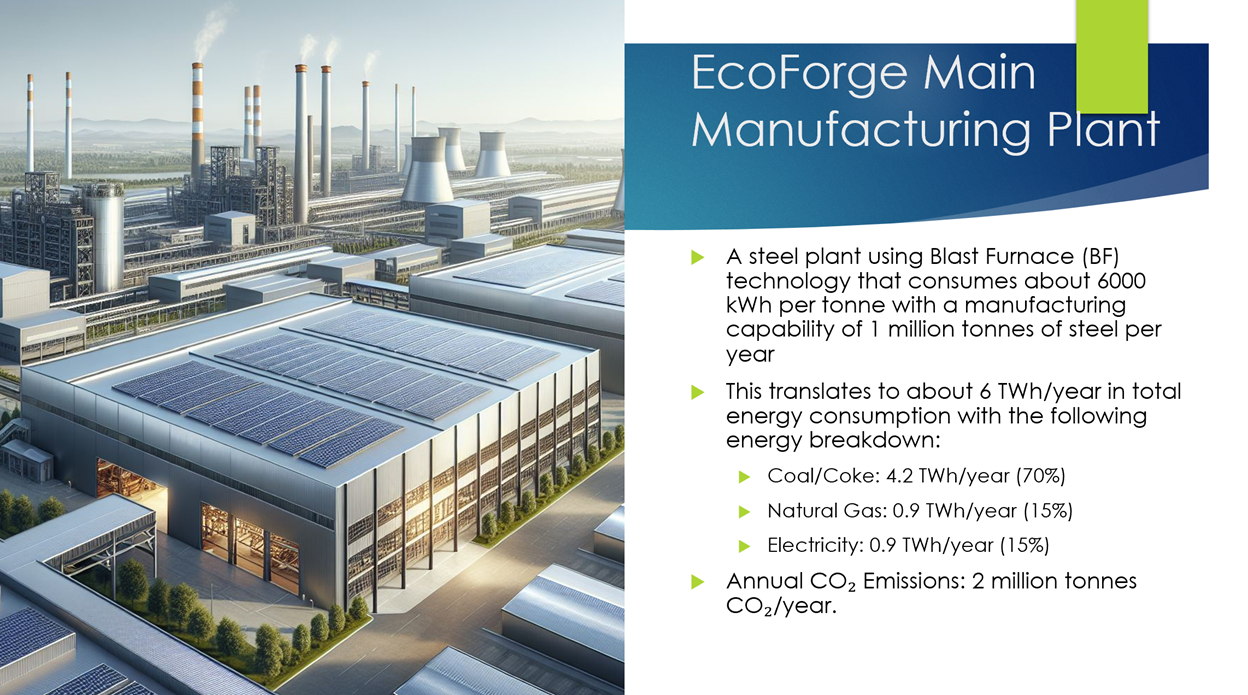 EcoForge Main
Manufacturing Plant
A steel plant using Blast Furnace (BF)
technology that consumes about 6000
kWh per tonne with a manufacturing
capability of 1 million tonnes of steel per
year
This translates to about 6 TWh/year in total
energy consumption with the following
energy breakdown:
Coal/Coke: 4.2 TWh/year (70%)
Natural Gas: 0.9 TWh/year (15%)
Electricity: 0.9 TWh/year (15%)
Annual CO₂ Emissions: 2 million tonnes
CO₂/year.